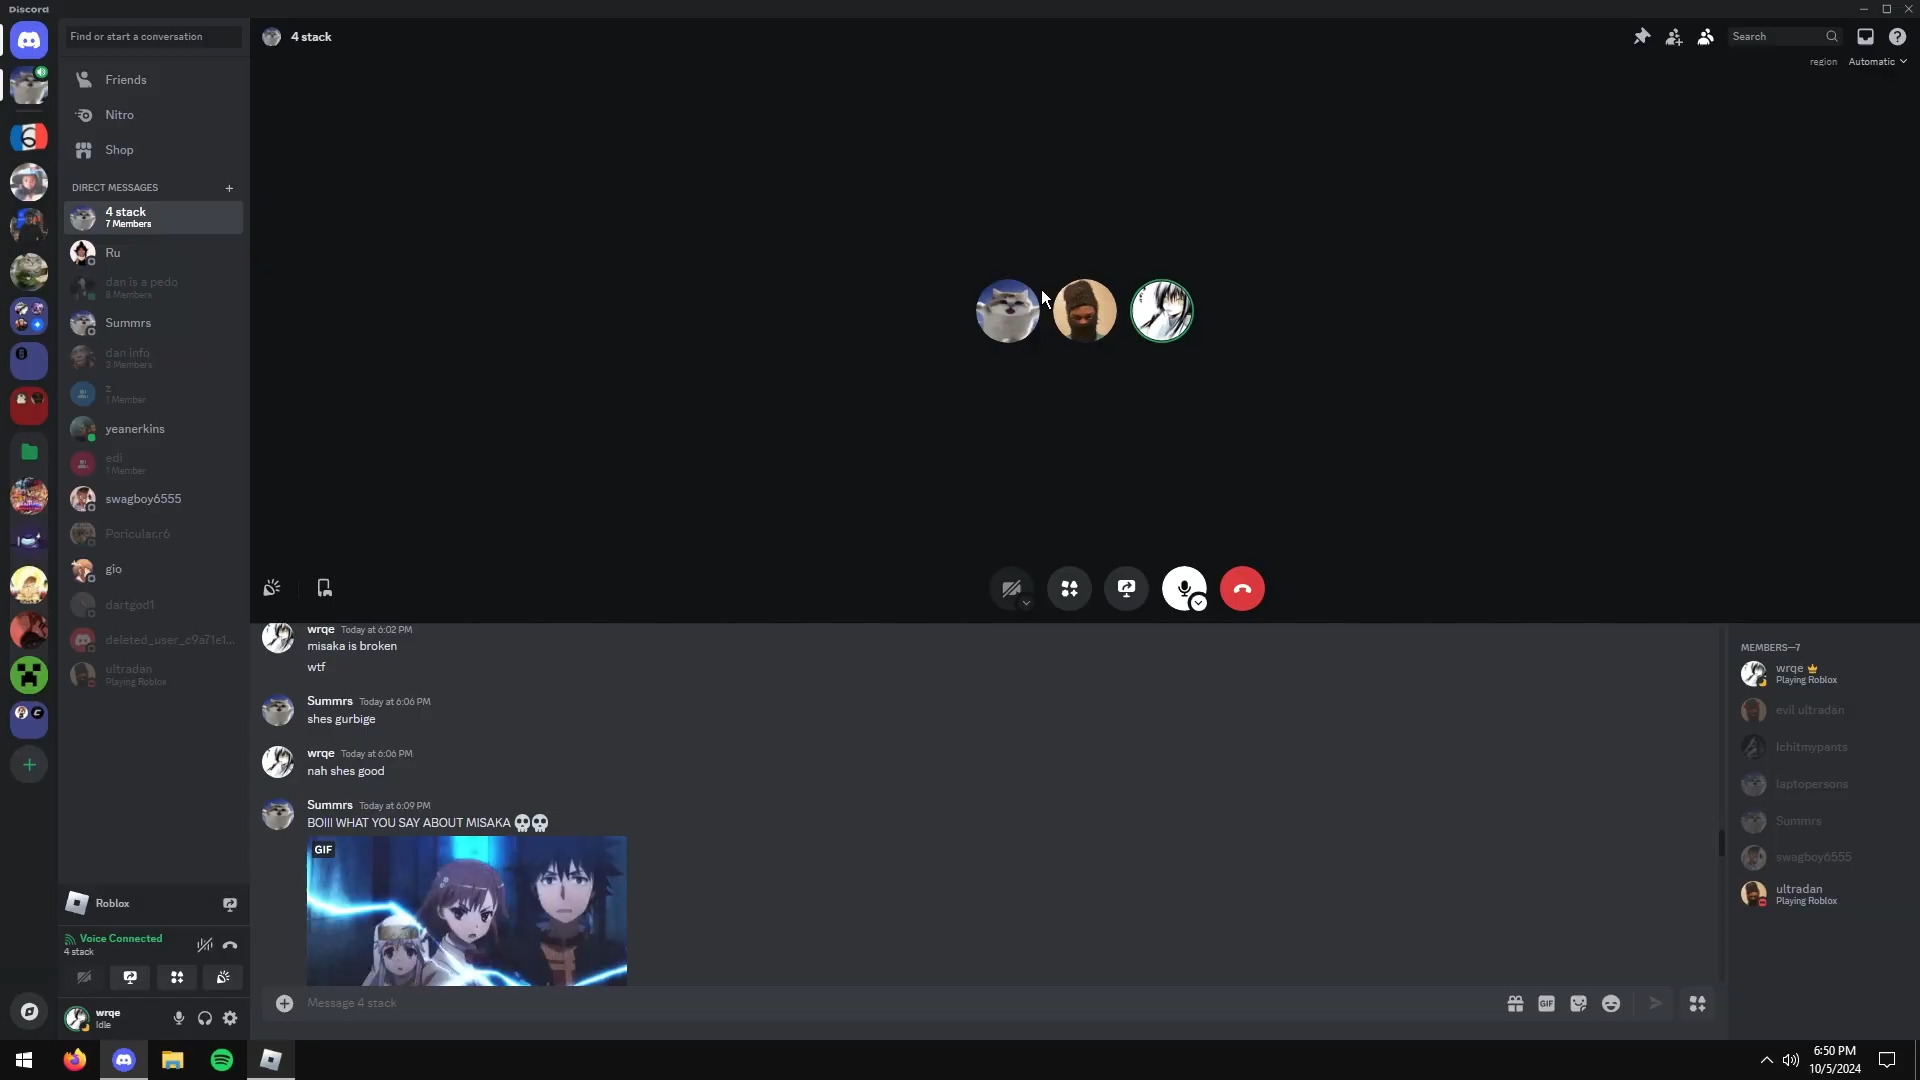 Discord
Find or start a conversation
Friends
Nitro
Shop
DIRECT MESSAGES
4 stack
7 Members
Ru
dan is a pedo
8 Members
Summrs
dan info
3 Members
z
1 Member
yeanerkins
edi
1 Member
swagboy6555
Poricular.r6
gio
dartgod1
deleted_user_c9a71e1...
ultradan
Playing Roblox
Roblox
Voice Connected
4 stack
wrqe
Idle
4 stack
Search
region
Automatic
wrqe Today at 6:02 PM
misaka is broken
wtf
Summrs Today at 6:06 PM
shes gurbige
wrqe Today at 6:06 PM
nah shes good
Summrs Today at 6:09 PM
BOIII WHAT YOU SAY ABOUT MISAKA 💀💀
GIF
Message 4 stack
GIF
MEMBERS—7
wrqe
Playing Roblox
evil ultradan
Ichitmypants
laptopersons
Summrs
swagboy6555
ultradan
Playing Roblox
6:50 PM
10/5/2024